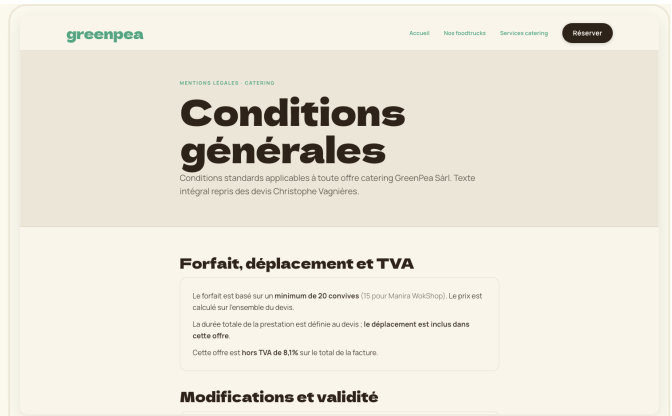 greenpea
Accueil
Nos foodtrucks
Services catering
Réserver
MENTIONS LÉGALES · CATERING
Conditions
générales
Conditions standards applicables à toute offre catering GreenPea Sàrl. Texte
intégral repris des devis Christophe Vagnières.
Forfait, déplacement et TVA
Le forfait est basé sur un minimum de 20 convives (15 pour Manira WokShop). Le prix est
calculé sur l'ensemble du devis.
La durée totale de la prestation est définie au devis ; le déplacement est inclus dans
cette offre.
Cette offre est hors TVA de 8,1% sur le total de la facture.
Modifications et validité